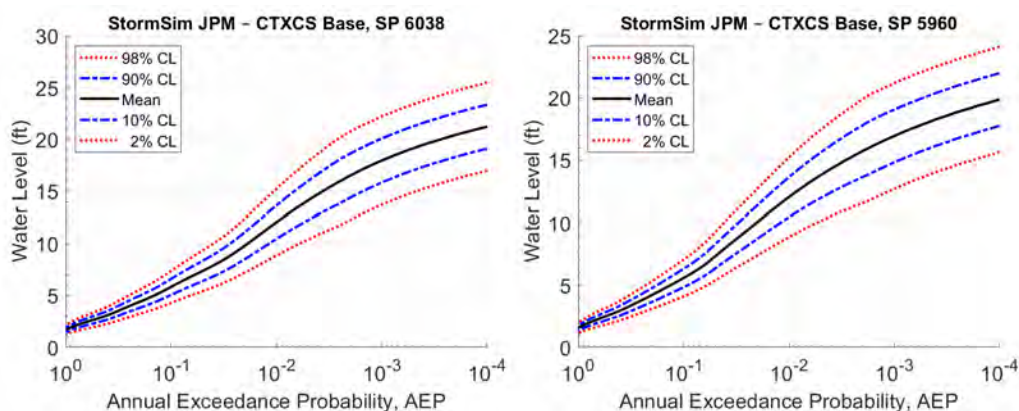 StormSim JPM – CTXCS Base, SP 6038
30
25
20
15
10
5
0
Water Level (ft)
98% CL
90% CL
Mean
10% CL
2% CL
10^0 10^-1 10^-2 10^-3 10^-4
Annual Exceedance Probability, AEP
StormSim JPM – CTXCS Base, SP 5960
25
20
15
10
5
0
Water Level (ft)
98% CL
90% CL
Mean
10% CL
2% CL
10^0 10^-1 10^-2 10^-3 10^-4
Annual Exceedance Probability, AEP